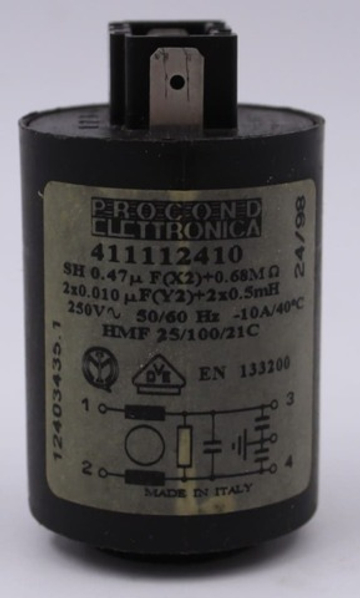 PROCOND
ELETTRONICA
411112410
SH 0.47µ F(X2)+0.68MΩ
2x0.010 µF(Y2)+2x0.5mH
250V∿ 50/60 Hz -10A/40°C
HMF 25/100/21C
EN 133200
1
3
2
4
MADE IN ITALY
12403435.1
24/98